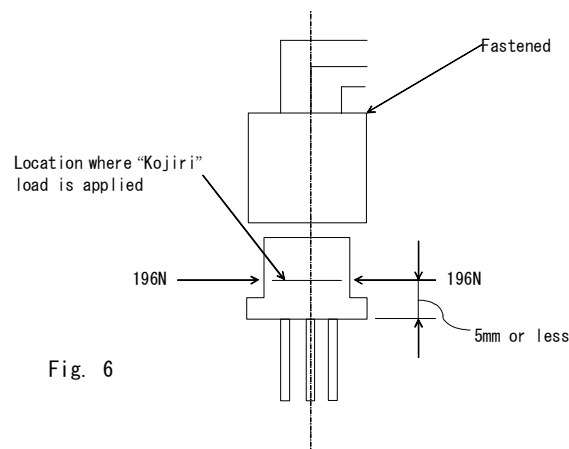 Fastened
Location where “Kojiri”
load is applied
196N
196N
5mm or less
Fig. 6